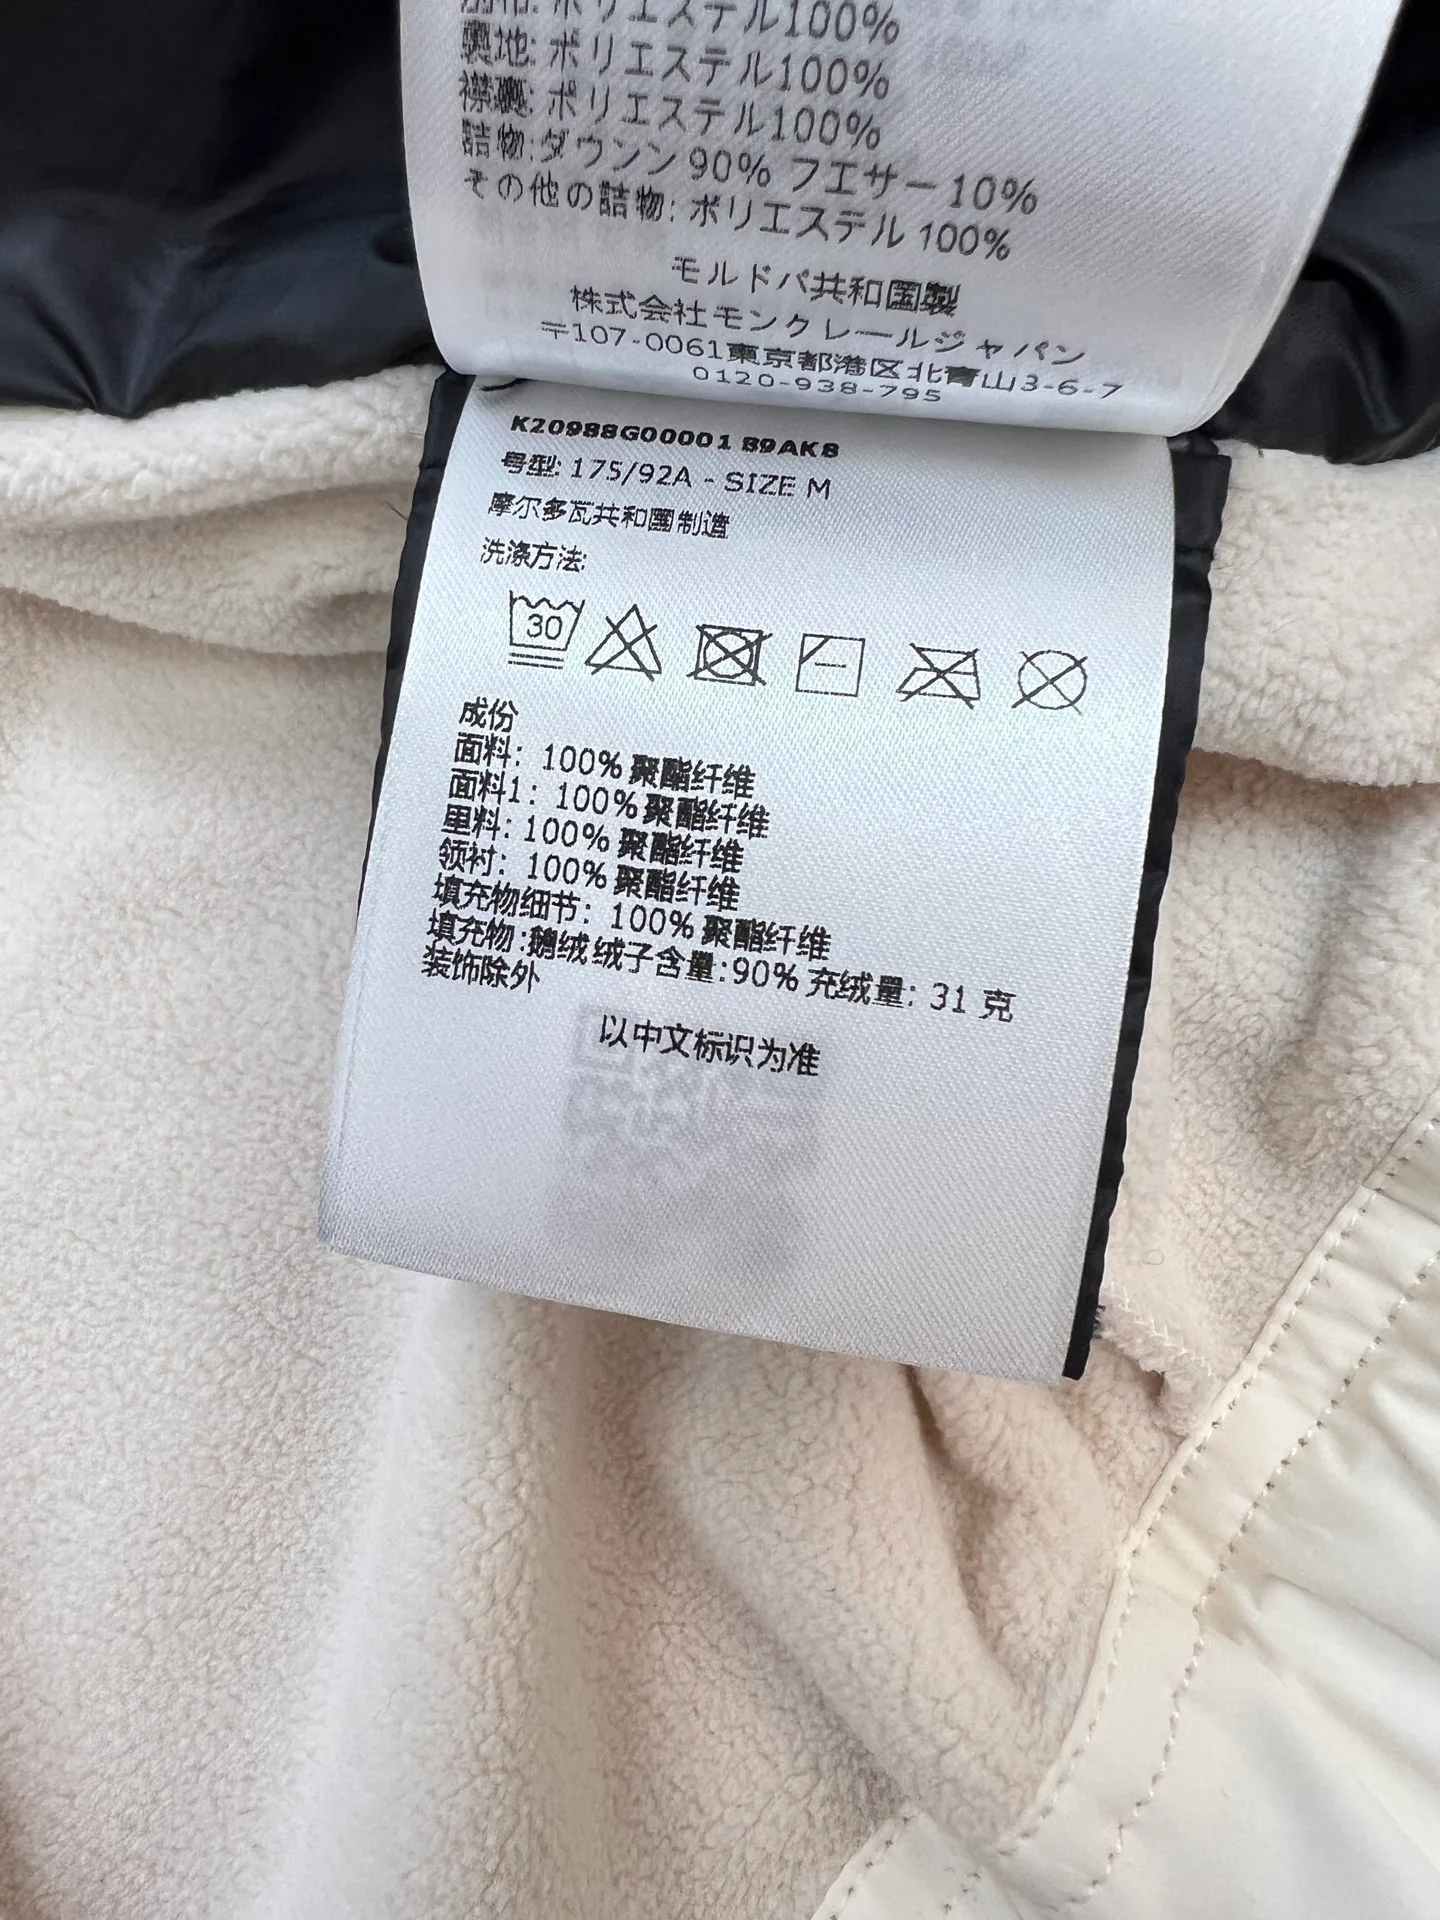 別布: ポリエステル100%
裏地: ポリエステル100%
襟裏: ポリエステル100%
詰物:ダウンン 90% フエサー 10%
その他の詰物: ポリエステル 100%
モルドバ共和国製
株式会社モンクレールジャパン
〒107-0061東京都港区北青山3-6-7
0120-938-795
K20988G00001 89AK8
号型: 175/92A - SIZE M
摩尔多瓦共和國制造
洗涤方法:
30
成份
面料: 100% 聚酯纤维
面料1: 100% 聚酯纤维
里料: 100% 聚酯纤维
领衬: 100% 聚酯纤维
填充物细节: 100% 聚酯纤维
填充物:鹅绒 绒子含量:90% 充绒量: 31 克
装饰除外
以中文标识为准